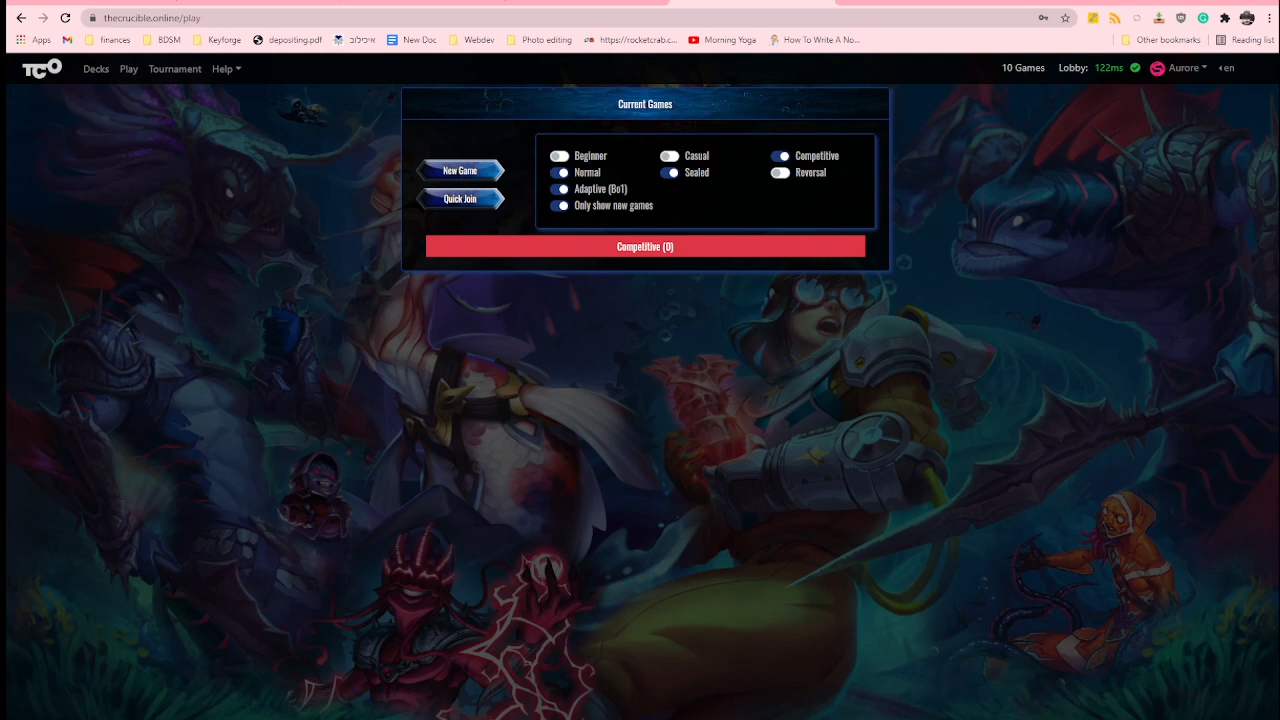 thecrucible.online/play
Apps
finances
BDSM
Keyforge
depositing.pdf
אייכילוב
New Doc
Webdev
Photo editing
https://rocketcrab.c...
Morning Yoga
How To Write A No...
Other bookmarks
Reading list
TCO
Decks
Play
Tournament
Help
10 Games
Lobby: 122ms
Aurore
en
Current Games
New Game
Quick Join
Beginner
Casual
Competitive
Normal
Sealed
Reversal
Adaptive (Bo1)
Only show new games
Competitive (0)